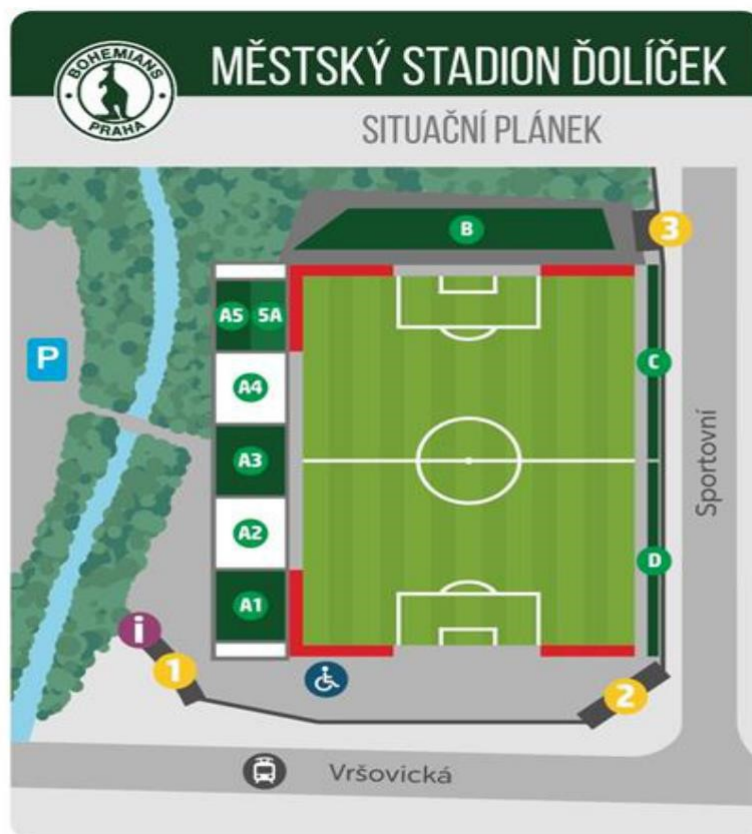 BOHEMIANS
PRAHA
MĚSTSKÝ STADION ĎOLÍČEK
SITUAČNÍ PLÁNEK
B
3
A5 5A
C
P
A4
A3
Sportovní
A2
D
A1
i
1
2
Vršovická